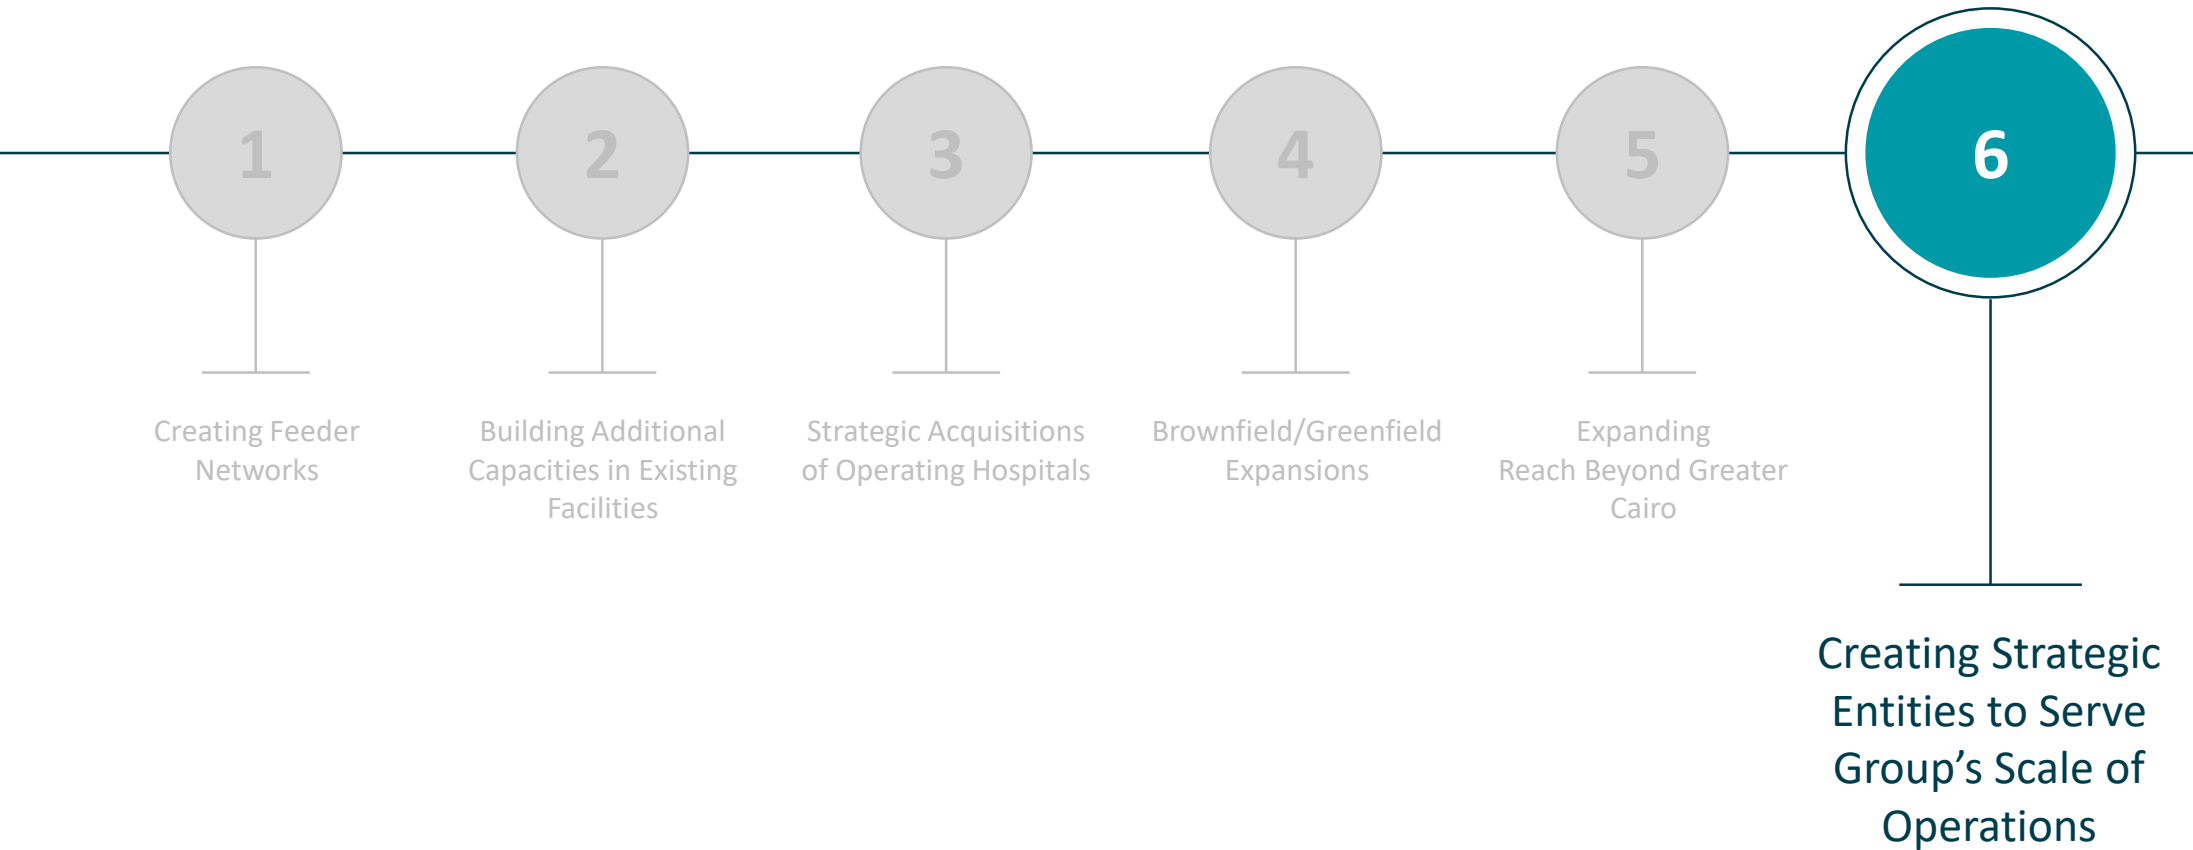 1
2
3
4
5
6
Creating Feeder
Networks
Building Additional
Capacities in Existing
Facilities
Strategic Acquisitions
of Operating Hospitals
Brownfield/Greenfield
Expansions
Expanding
Reach Beyond Greater
Cairo
Creating Strategic
Entities to Serve
Group’s Scale of
Operations